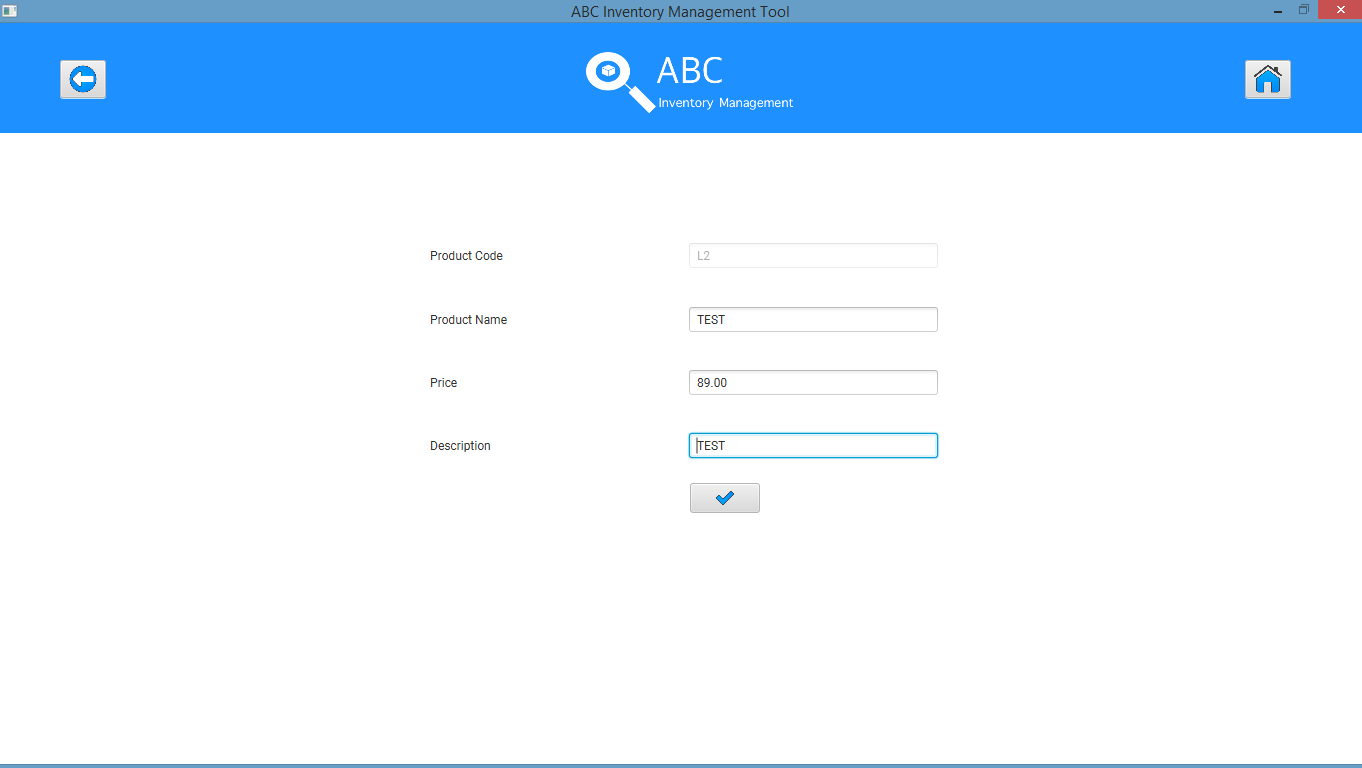 ABC Inventory Management Tool
ABC
Inventory Management
Product Code L2
Product Name TEST
Price 89.00
Description TEST